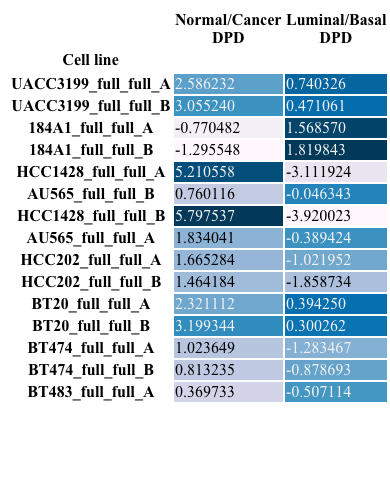 Normal/Cancer Luminal/Basal
DPD DPD
Cell line
UACC3199_full_full_A 2.586232 0.740326
UACC3199_full_full_B 3.055240 0.471061
184A1_full_full_A -0.770482 1.568570
184A1_full_full_B -1.295548 1.819843
HCC1428_full_full_A 5.210558 -3.111924
AU565_full_full_B 0.760116 -0.046343
HCC1428_full_full_B 5.797537 -3.920023
AU565_full_full_A 1.834041 -0.389424
HCC202_full_full_A 1.665284 -1.021952
HCC202_full_full_B 1.464184 -1.858734
BT20_full_full_A 2.321112 0.394250
BT20_full_full_B 3.199344 0.300262
BT474_full_full_A 1.023649 -1.283467
BT474_full_full_B 0.813235 -0.878693
BT483_full_full_A 0.369733 -0.507114